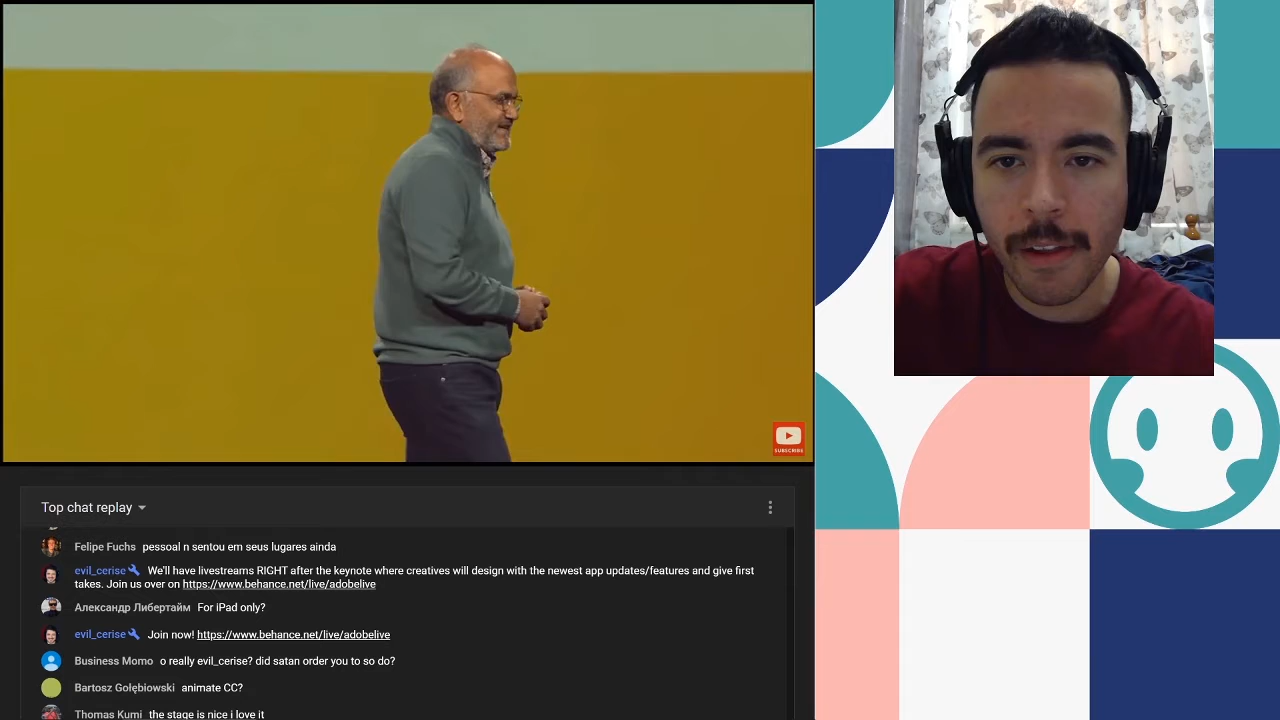 SUBSCRIBE
Top chat replay
Felipe Fuchs pessoal n sentou em seus lugares ainda
evil_cerise We'll have livestreams RIGHT after the keynote where creatives will design with the newest app updates/features and give first
takes. Join us over on https://www.behance.net/live/adobelive
Александр Либертайм For iPad only?
evil_cerise Join now! https://www.behance.net/live/adobelive
Business Momo o really evil_cerise? did satan order you to so do?
Bartosz Gołębiowski animate CC?
Thomas Kumi the stage is nice i love it